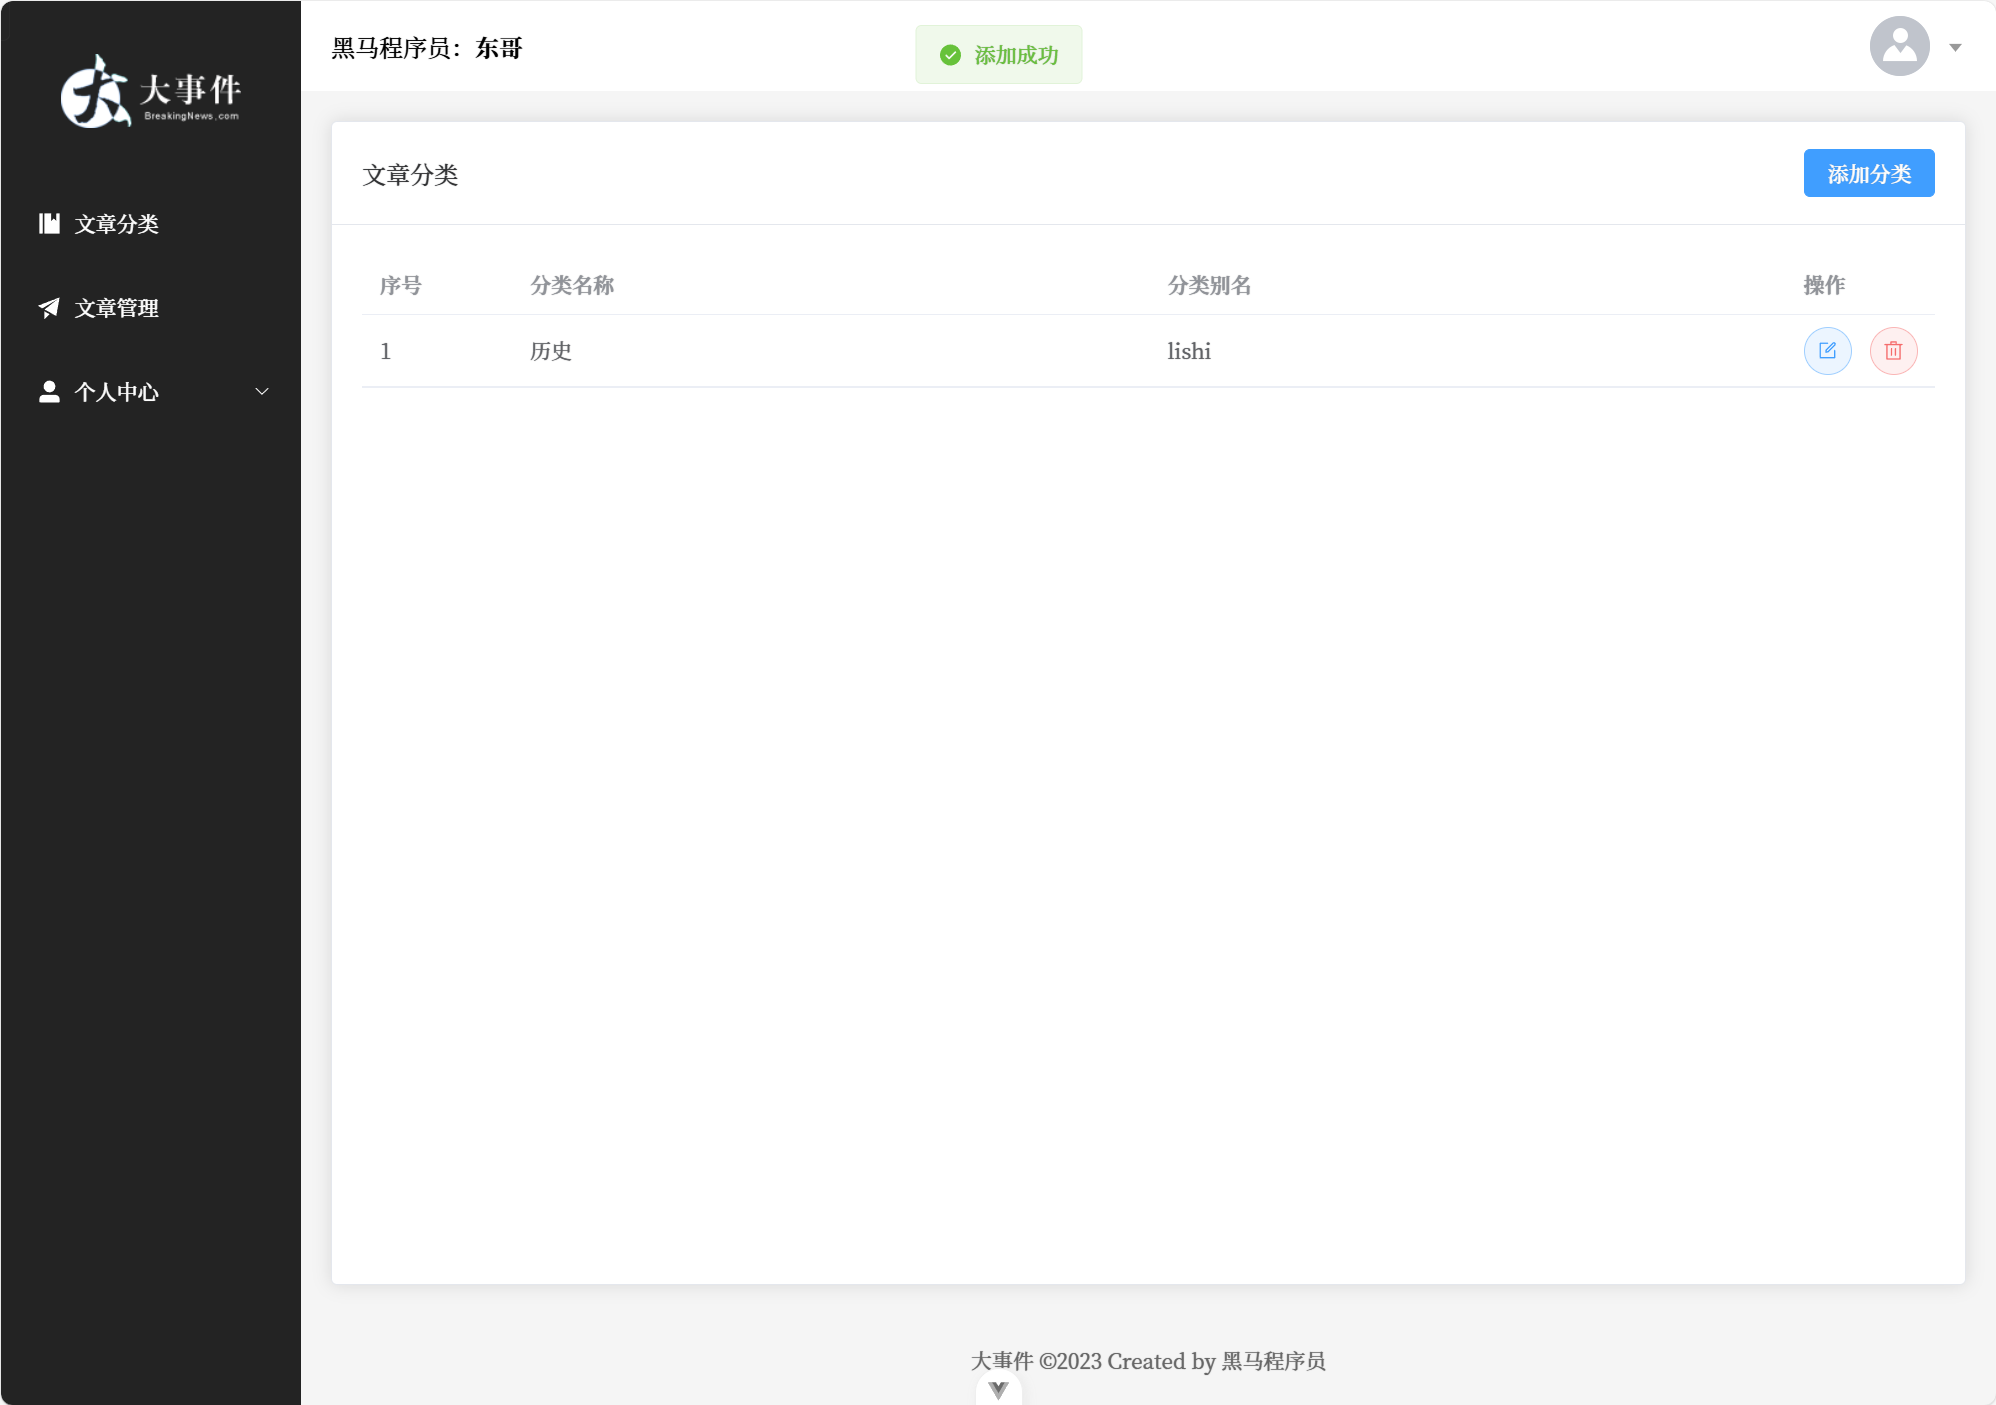 大事件
BreakingNews.com
文章分类
文章管理
个人中心
黑马程序员：东哥
添加成功
文章分类
添加分类
序号 分类名称 分类别名 操作
1 历史 lishi
大事件 ©2023 Created by 黑马程序员